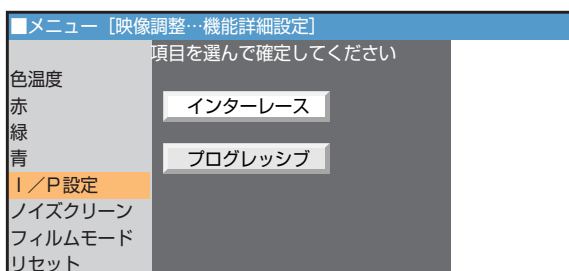 ■メニュー［映像調整…機能詳細設定］
項目を選んで確定してください
色温度
赤
緑
青
Ｉ／Ｐ設定
ノイズクリーン
フィルムモード
リセット
インターレース
プログレッシブ